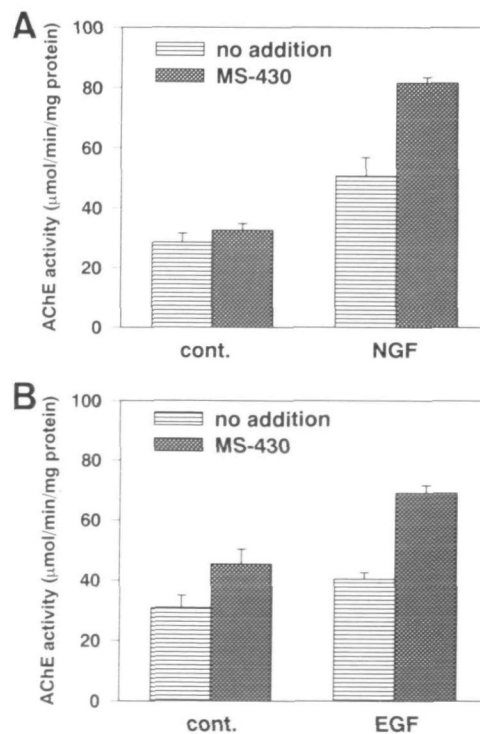 A
AChE activity (μmol/min/mg protein)
100
80
60
40
20
0
no addition
MS-430
cont.
NGF
B
AChE activity (μmol/min/mg protein)
100
80
60
40
20
0
no addition
MS-430
cont.
EGF